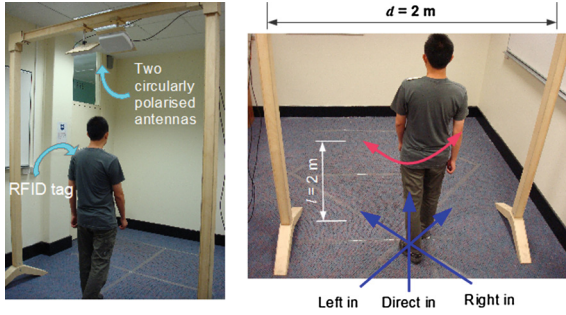 Two
circularly
polarised
antennas
RFID tag
d = 2 m
l = 2 m
Left in
Direct in
Right in